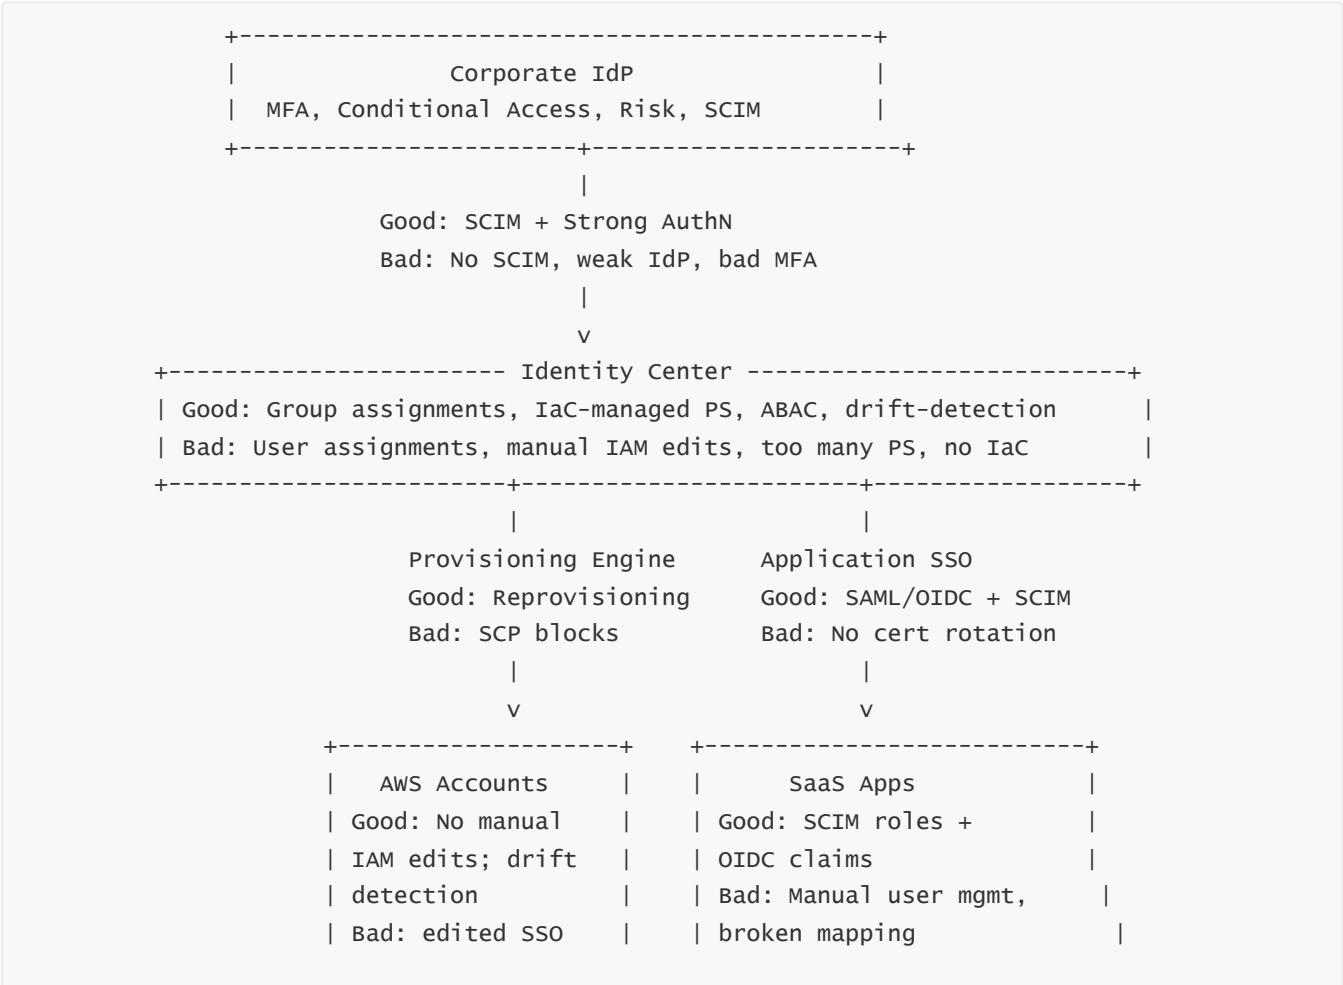 +---------------------------------------------+
|               Corporate IdP                 |
|  MFA, Conditional Access, Risk, SCIM        |
+------------------------+----------------------+
|
Good: SCIM + Strong AuthN
Bad: No SCIM, weak IdP, bad MFA
|
v
+------------------------ Identity Center ---------------------------+
| Good: Group assignments, IaC-managed PS, ABAC, drift-detection      |
| Bad: User assignments, manual IAM edits, too many PS, no IaC        |
+------------------------+------------------------+------------------+
|                        |
Provisioning Engine      Application SSO
Good: Reprovisioning     Good: SAML/OIDC + SCIM
Bad: SCP blocks          Bad: No cert rotation
|                        |
v                        v
+--------------------+    +---------------------------+
|   AWS Accounts     |    |      SaaS Apps            |
| Good: No manual    |    | Good: SCIM roles +        |
| IAM edits; drift   |    | OIDC claims               |
| detection          |    | Bad: Manual user mgmt,     |
| Bad: edited SSO    |    | broken mapping              |